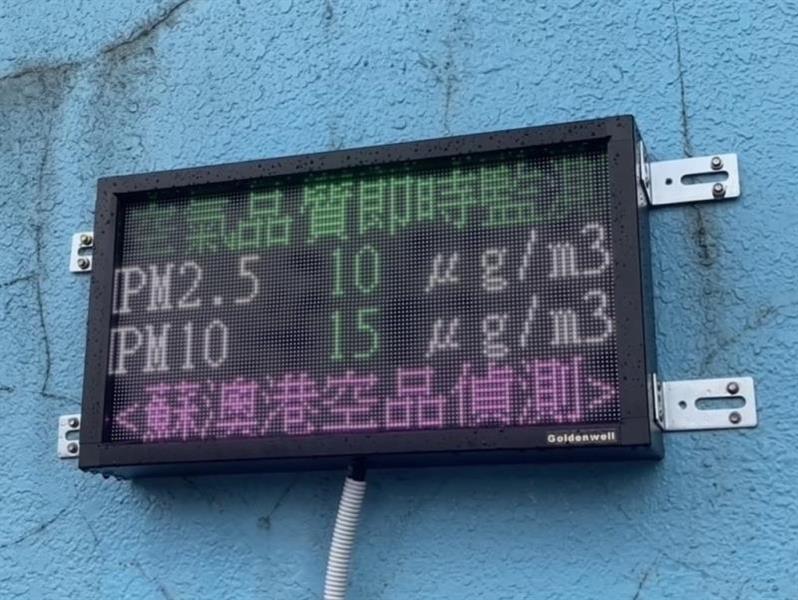 空氣品質即時監測
PM2.5 10 μg/m3
PM10 15 μg/m3
<蘇澳港空品偵測>
Goldenwell